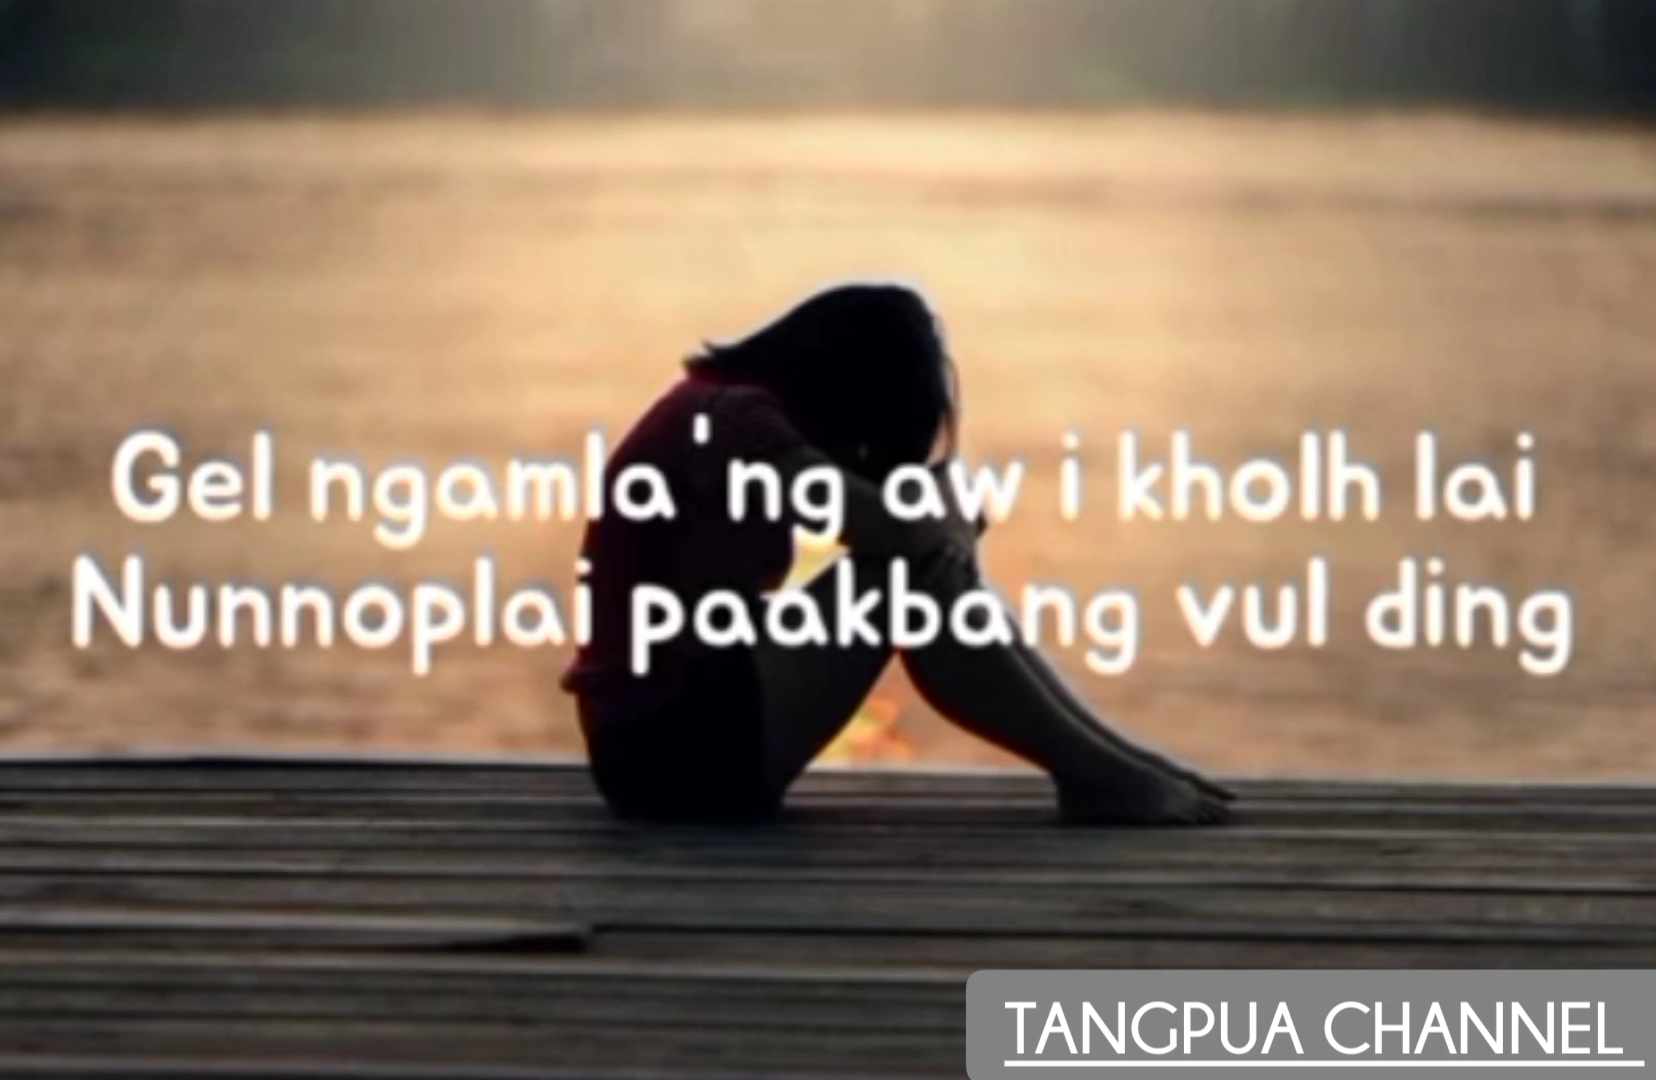 Gel ngamla'ng aw i kholh lai
Nunnoplai paakbang vul ding
TANGPUA CHANNEL